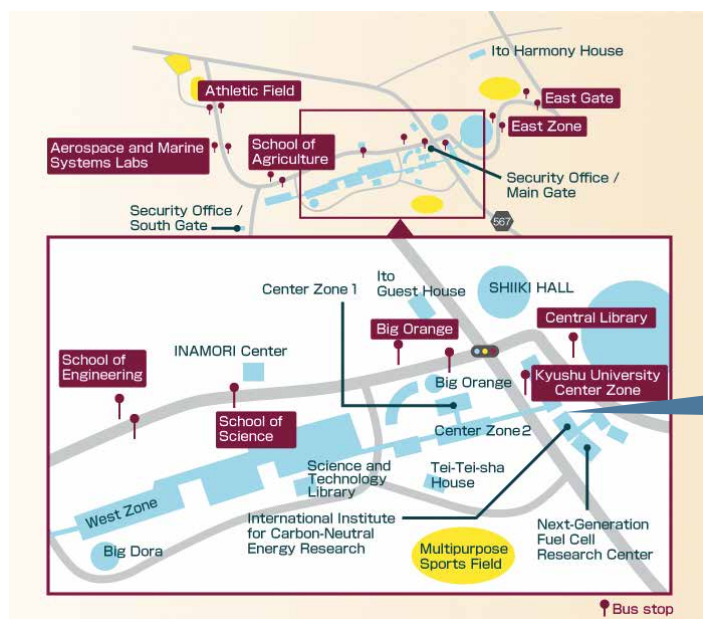 Ito Harmony House
Athletic Field
East Gate
East Zone
Aerospace and Marine
Systems Labs
School of
Agriculture
Security Office /
Main Gate
Security Office /
South Gate
567
Center Zone 1
Ito
Guest House
SHIIKI HALL
Central Library
Big Orange
INAMORI Center
School of
Engineering
Kyushu University
Center Zone
Big Orange
School of
Science
Center Zone2
Science and
Technology
Library
Tei-Tei-sha
House
West Zone
International Institute
for Carbon-Neutral
Energy Research
Next-Generation
Fuel Cell
Research Center
Big Dora
Multipurpose
Sports Field
Bus stop